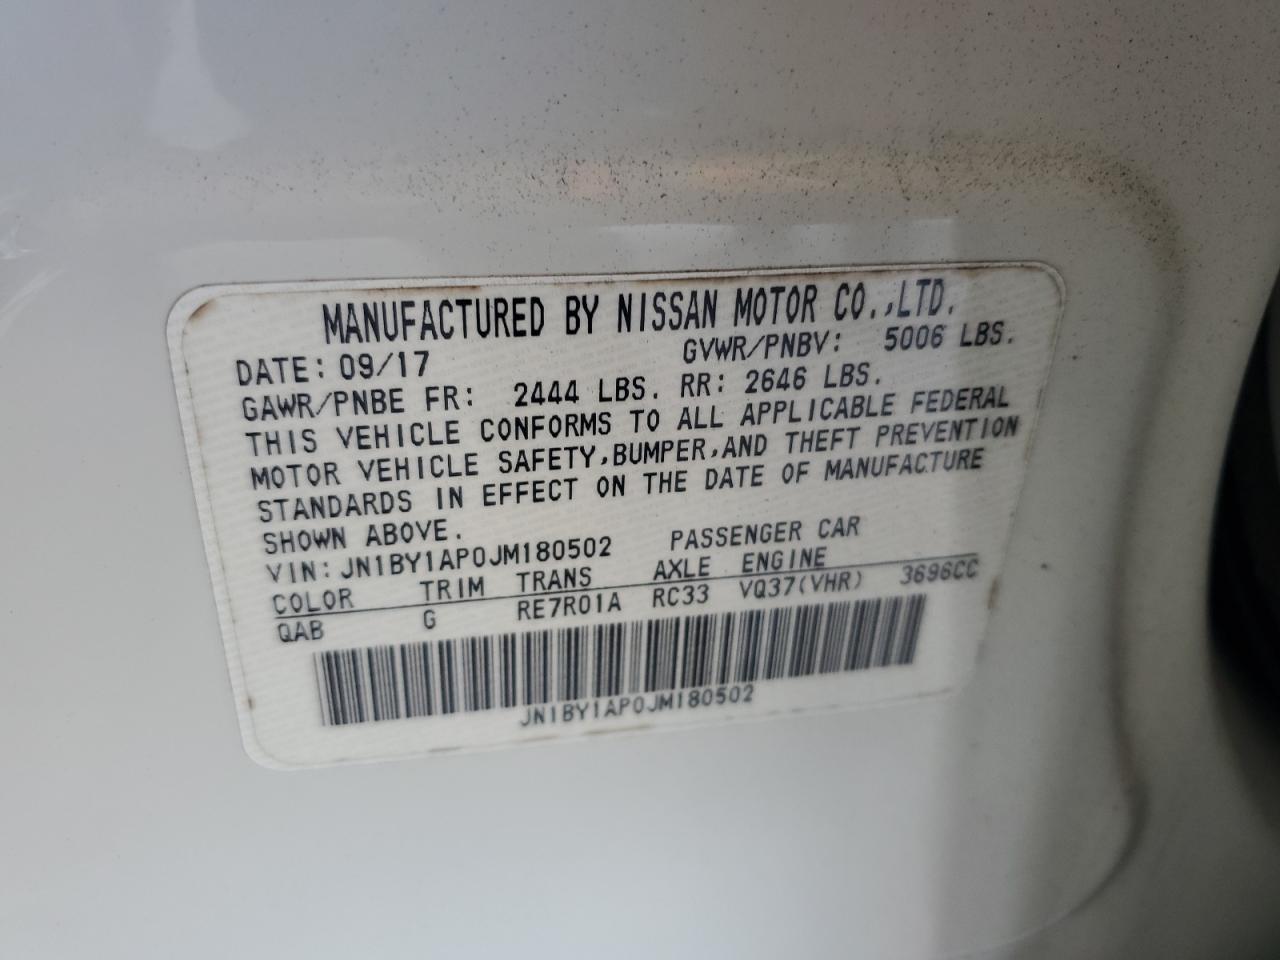 MANUFACTURED BY NISSAN MOTOR CO.,LTD.
DATE: 09/17 GVWR/PNBV: 5006 LBS.
GAWR/PNBE FR: 2444 LBS. RR: 2646 LBS.
THIS VEHICLE CONFORMS TO ALL APPLICABLE FEDERAL
MOTOR VEHICLE SAFETY,BUMPER,AND THEFT PREVENTION
STANDARDS IN EFFECT ON THE DATE OF MANUFACTURE
SHOWN ABOVE.
VIN: JN1BY1AP0JM180502 PASSENGER CAR
COLOR TRIM TRANS AXLE ENGINE
QAB G RE7R01A RC33 VQ37(VHR) 3696CC
JN1BY1AP0JM180502